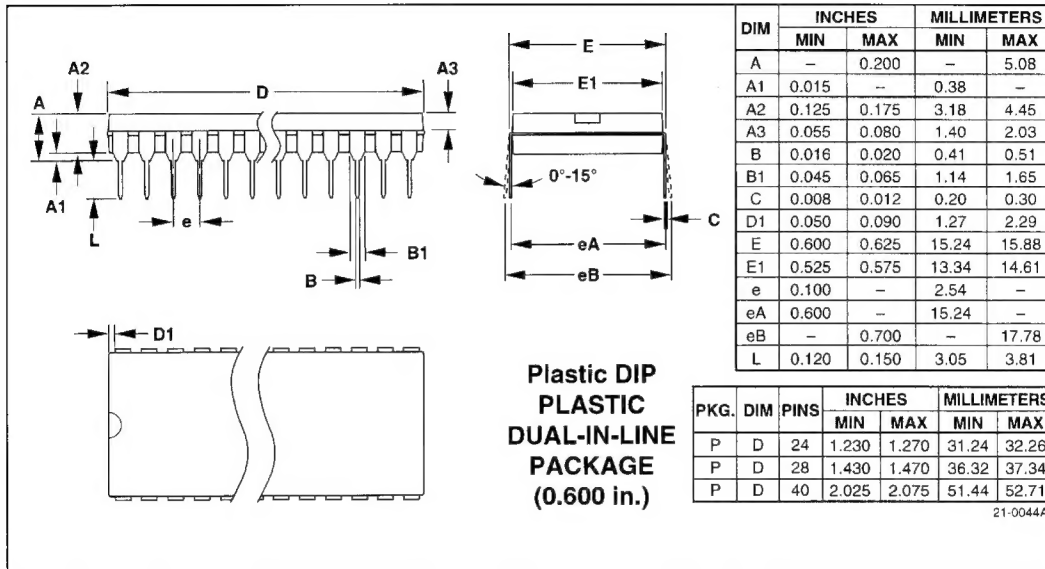 A2
A3
D
A
A1
L
e
B1
B
E
E1
0°-15°
C
eA
eB
D1
Plastic DIP
PLASTIC
DUAL-IN-LINE
PACKAGE
(0.600 in.)
DIM INCHES MILLIMETERS
MIN MAX MIN MAX
A – 0.200 – 5.08
A1 0.015 – 0.38 –
A2 0.125 0.175 3.18 4.45
A3 0.055 0.080 1.40 2.03
B 0.016 0.020 0.41 0.51
B1 0.045 0.065 1.14 1.65
C 0.008 0.012 0.20 0.30
D1 0.050 0.090 1.27 2.29
E 0.600 0.625 15.24 15.88
E1 0.525 0.575 13.34 14.61
e 0.100 – 2.54 –
eA 0.600 – 15.24 –
eB – 0.700 – 17.78
L 0.120 0.150 3.05 3.81
PKG. DIM PINS INCHES MILLIMETERS
MIN MAX MIN MAX
P D 24 1.230 1.270 31.24 32.26
P D 28 1.430 1.470 36.32 37.34
P D 40 2.025 2.075 51.44 52.71
21-0044A